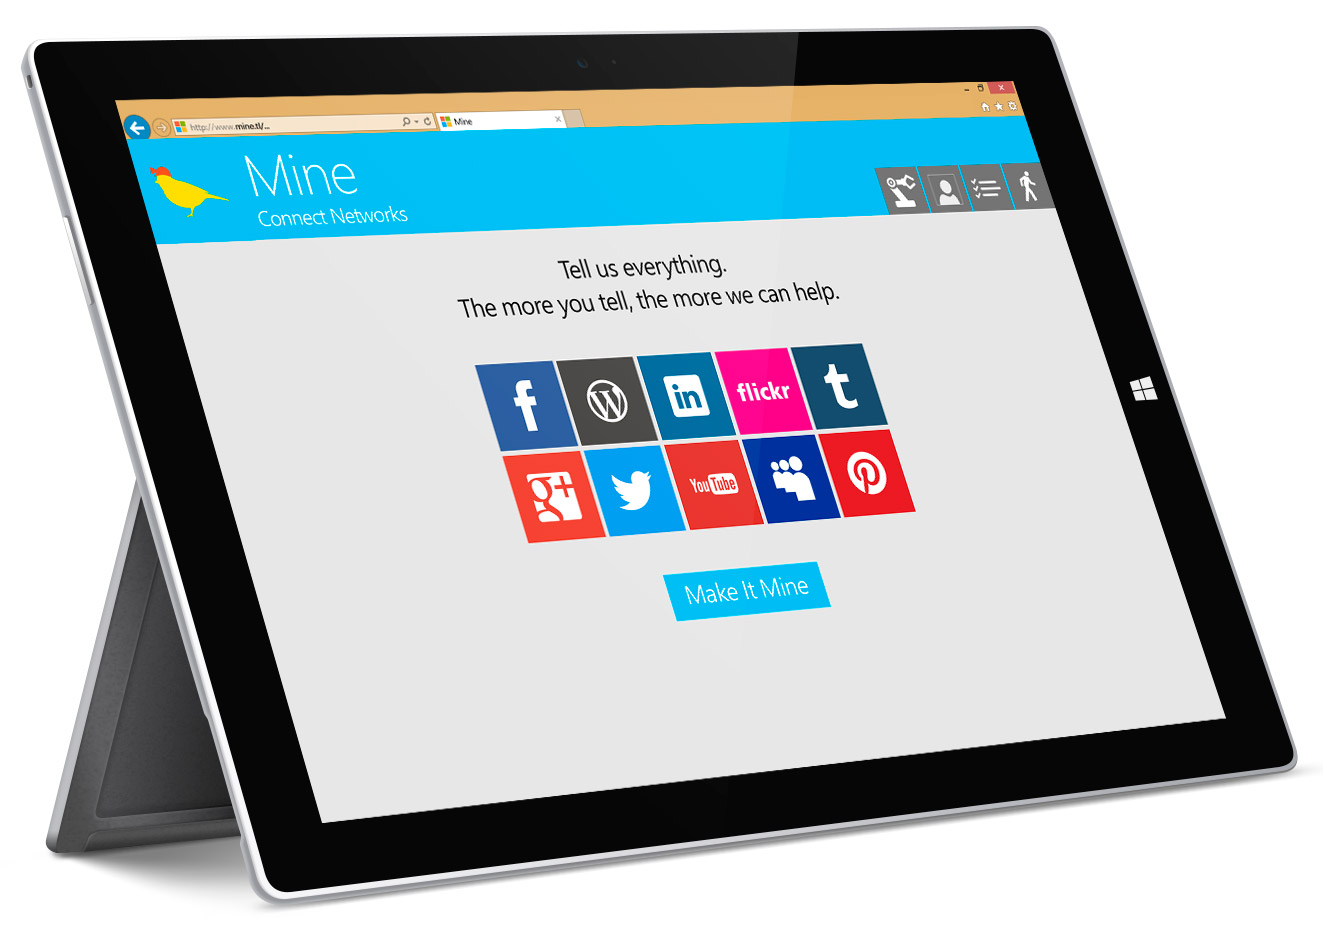 http://www.mine.tl/...
Mine
Mine
Connect Networks
Tell us everything.
The more you tell, the more we can help.
f
W
in
flickr
t
g+
You Tube
P
Make It Mine